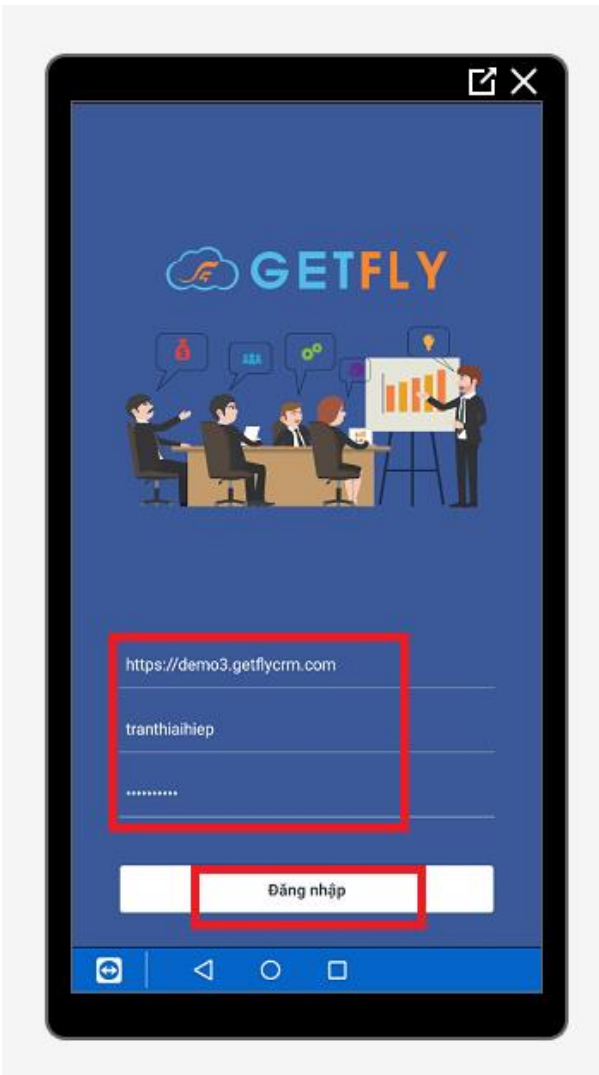 GETFLY
https://demo3.getflycrm.com
tranthiaihiep
••••••••••
Đăng nhập